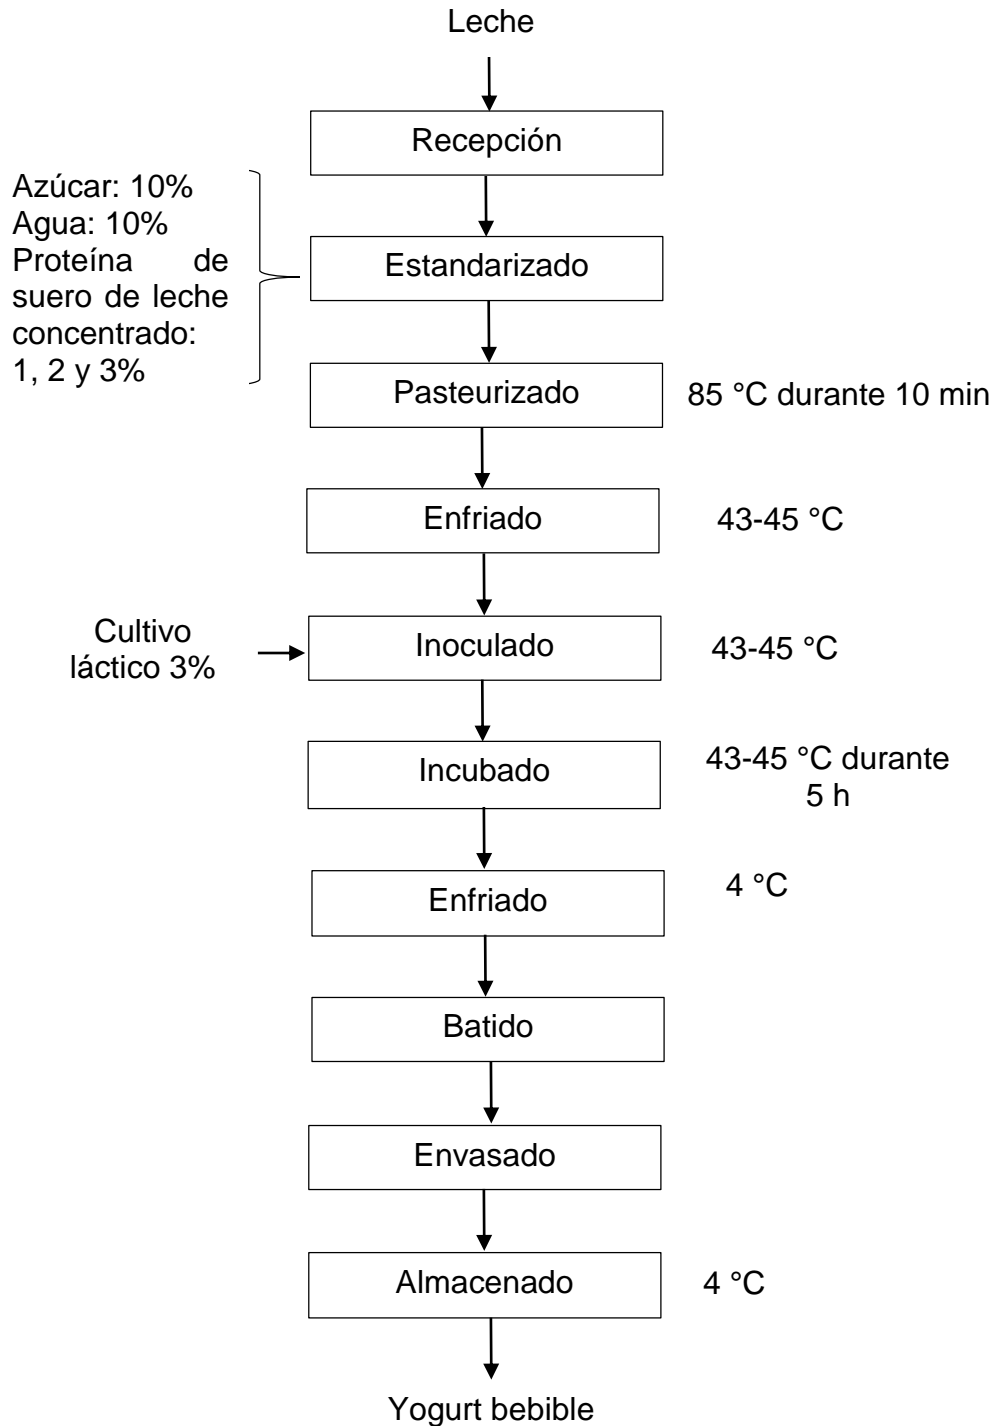 Leche
Recepción
Azúcar: 10%
Agua: 10%
Proteína de
suero de leche
concentrado:
1, 2 y 3%
Estandarizado
Pasteurizado
85 °C durante 10 min
Enfriado
43-45 °C
Cultivo
láctico 3%
Inoculado
43-45 °C
Incubado
43-45 °C durante
5 h
Enfriado
4 °C
Batido
Envasado
Almacenado
4 °C
Yogurt bebible